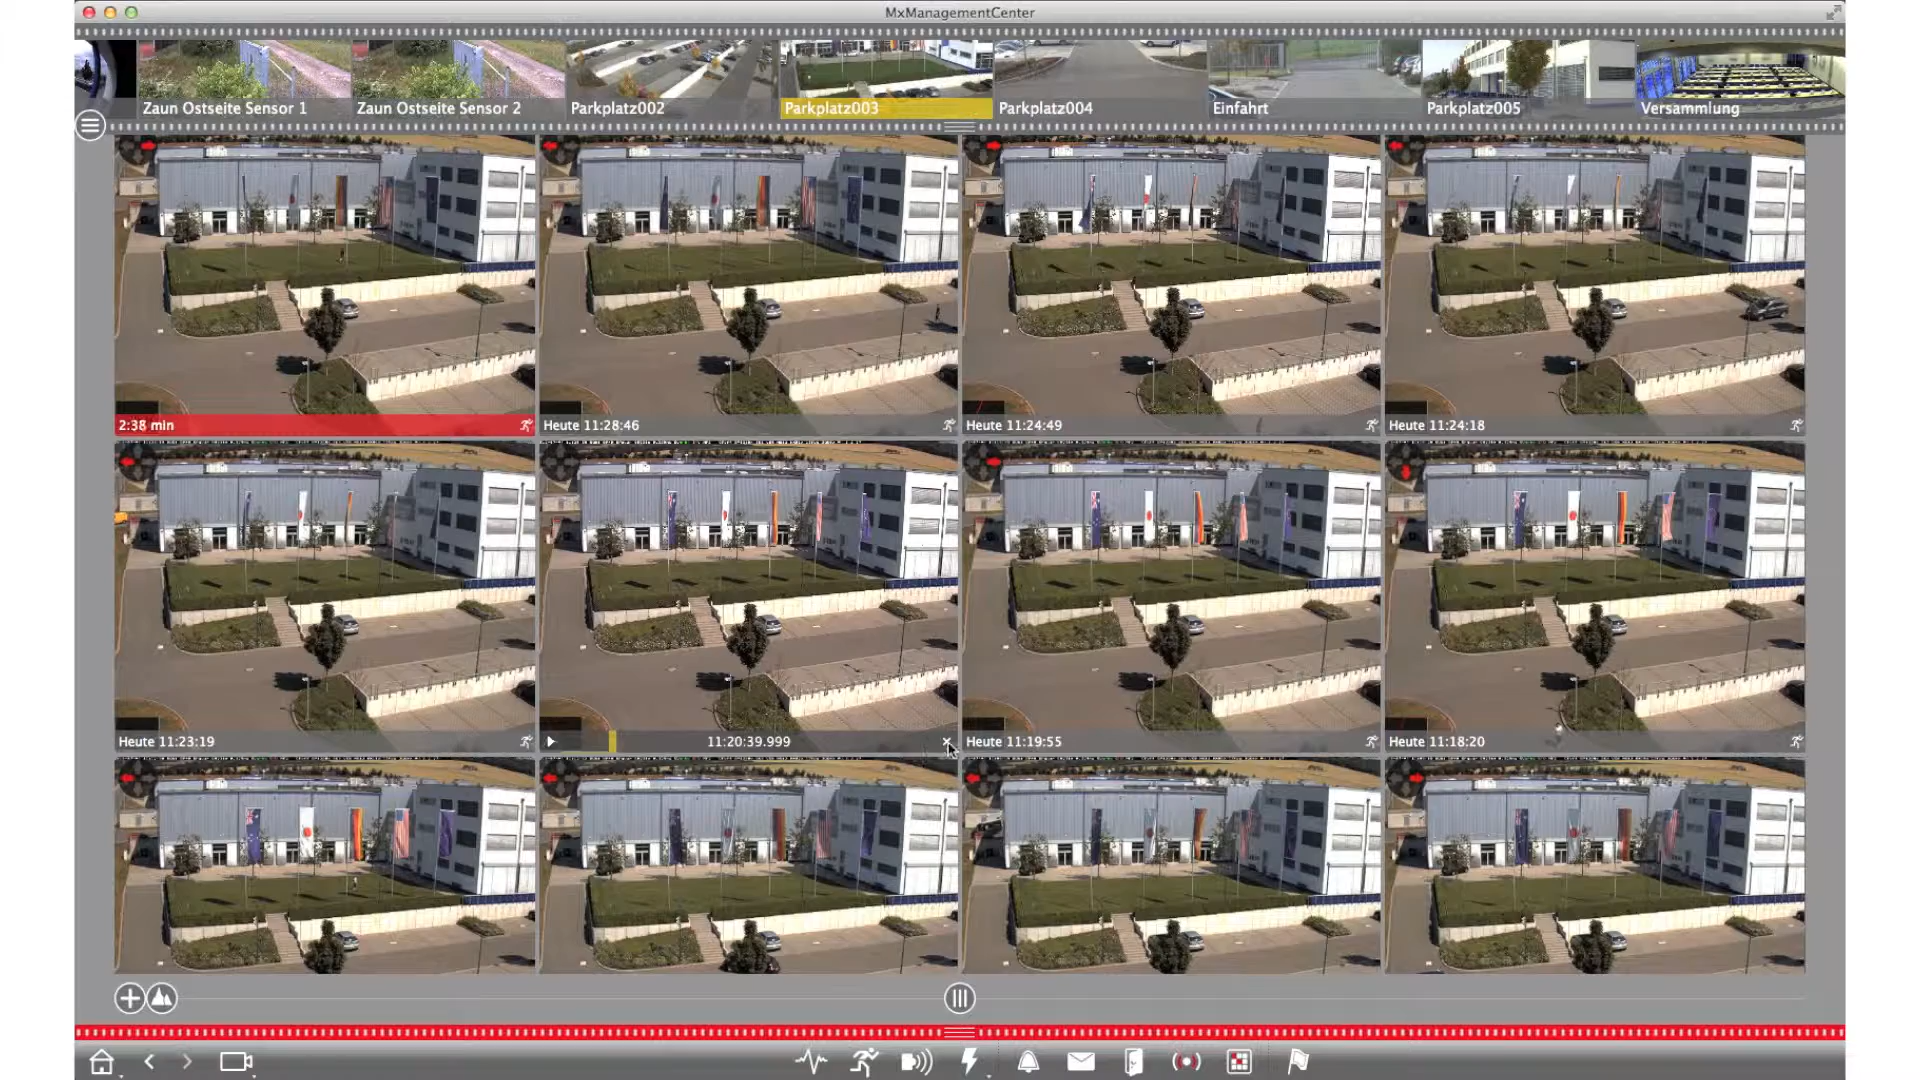 MxManagementCenter
Zaun Ostseite Sensor 1
Zaun Ostseite Sensor 2
Parkplatz002
Parkplatz003
Parkplatz004
Einfahrt
Parkplatz005
Versammlung
2:38 min
Heute 11:28:46
Heute 11:24:49
Heute 11:24:18
Heute 11:23:19
11:20:39.999
Heute 11:19:55
Heute 11:18:20